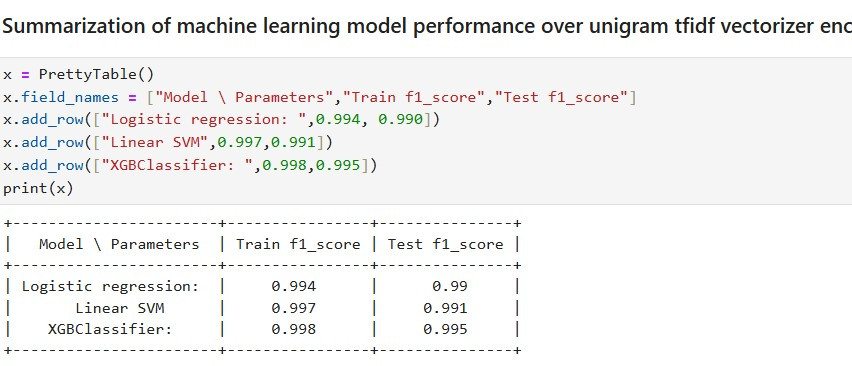 Summarization of machine learning model performance over unigram tfidf vectorizer enc
x = PrettyTable()
x.field_names = ["Model \ Parameters","Train f1_score","Test f1_score"]
x.add_row(["Logistic regression: ",0.994, 0.990])
x.add_row(["Linear SVM",0.997,0.991])
x.add_row(["XGBClassifier: ",0.998,0.995])
print(x)
+-----------------------+----------------+---------------+
|   Model \ Parameters  | Train f1_score | Test f1_score |
+-----------------------+----------------+---------------+
| Logistic regression:  |     0.994      |      0.99     |
|       Linear SVM      |     0.997      |     0.991     |
|    XGBClassifier:     |     0.998      |     0.995     |
+-----------------------+----------------+---------------+